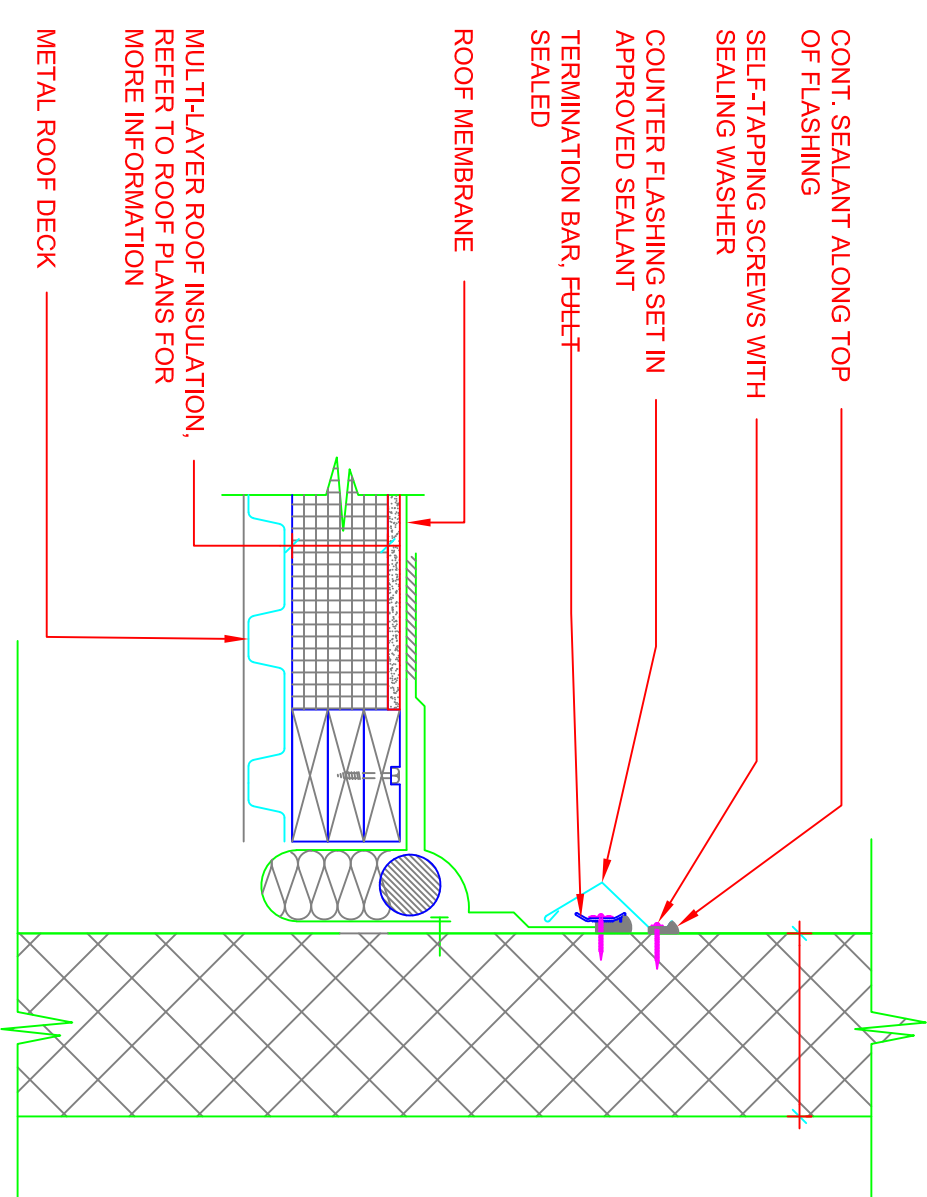 CONT. SEALANT ALONG TOP
OF FLASHING
SELF-TAPPING SCREWS WITH
SEALING WASHER
COUNTER FLASHING SET IN
APPROVED SEALANT
TERMINATION BAR, FULLT
SEALED
ROOF MEMBRANE
MULTI-LAYER ROOF INSULATION,
REFER TO ROOF PLANS FOR
MORE INFORMATION
METAL ROOF DECK